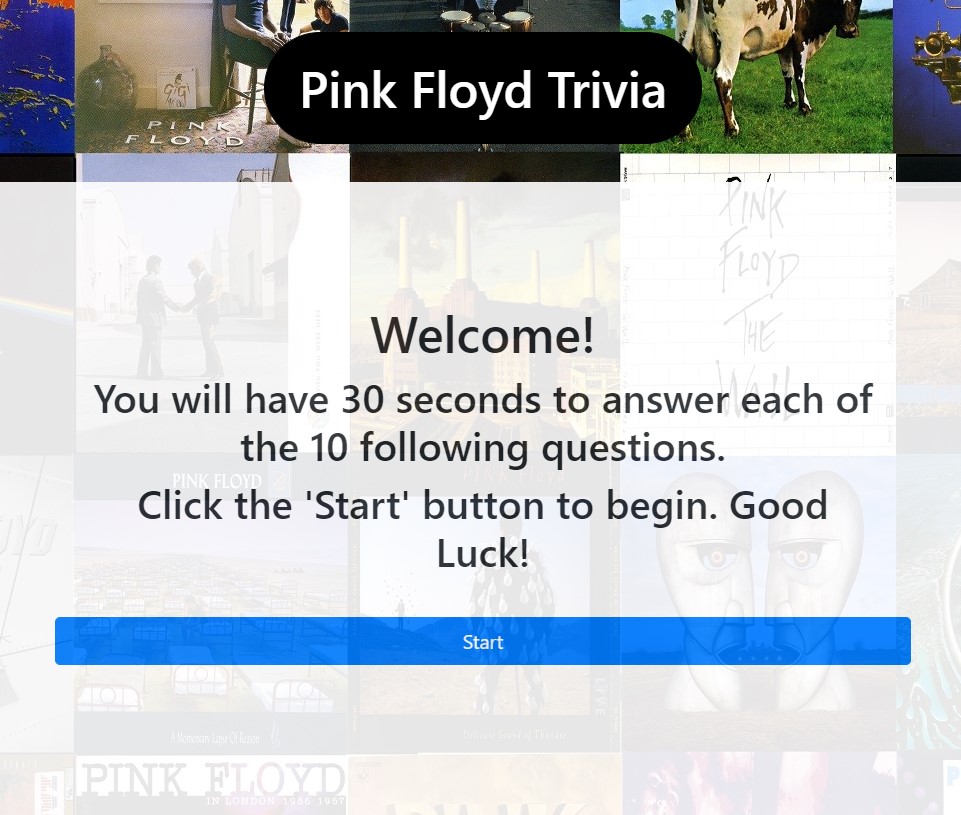 Pink Floyd Trivia
PINK
FLOYD
PINK
FLOYD
THE
WALL
Welcome!
You will have 30 seconds to answer each of
the 10 following questions.
PINK FLOYD
Click the 'Start' button to begin. Good
Luck!
Start
A Momentary Lapse Of Reason
Delicate Sound of Thunder
LIVE
PINK FLOYD
IN LONDON 1966 1967